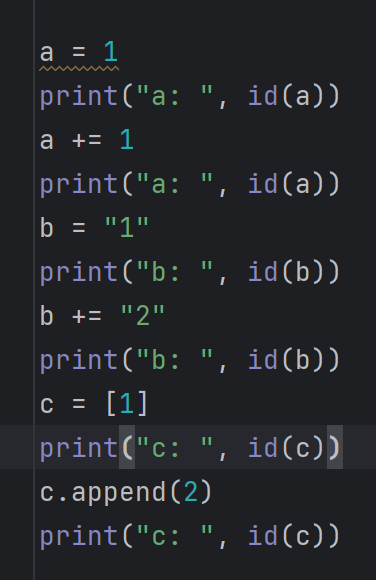 a = 1
print("a: ", id(a))
a += 1
print("a: ", id(a))
b = "1"
print("b: ", id(b))
b += "2"
print("b: ", id(b))
c = [1]
print("c: ", id(c))
c.append(2)
print("c: ", id(c))